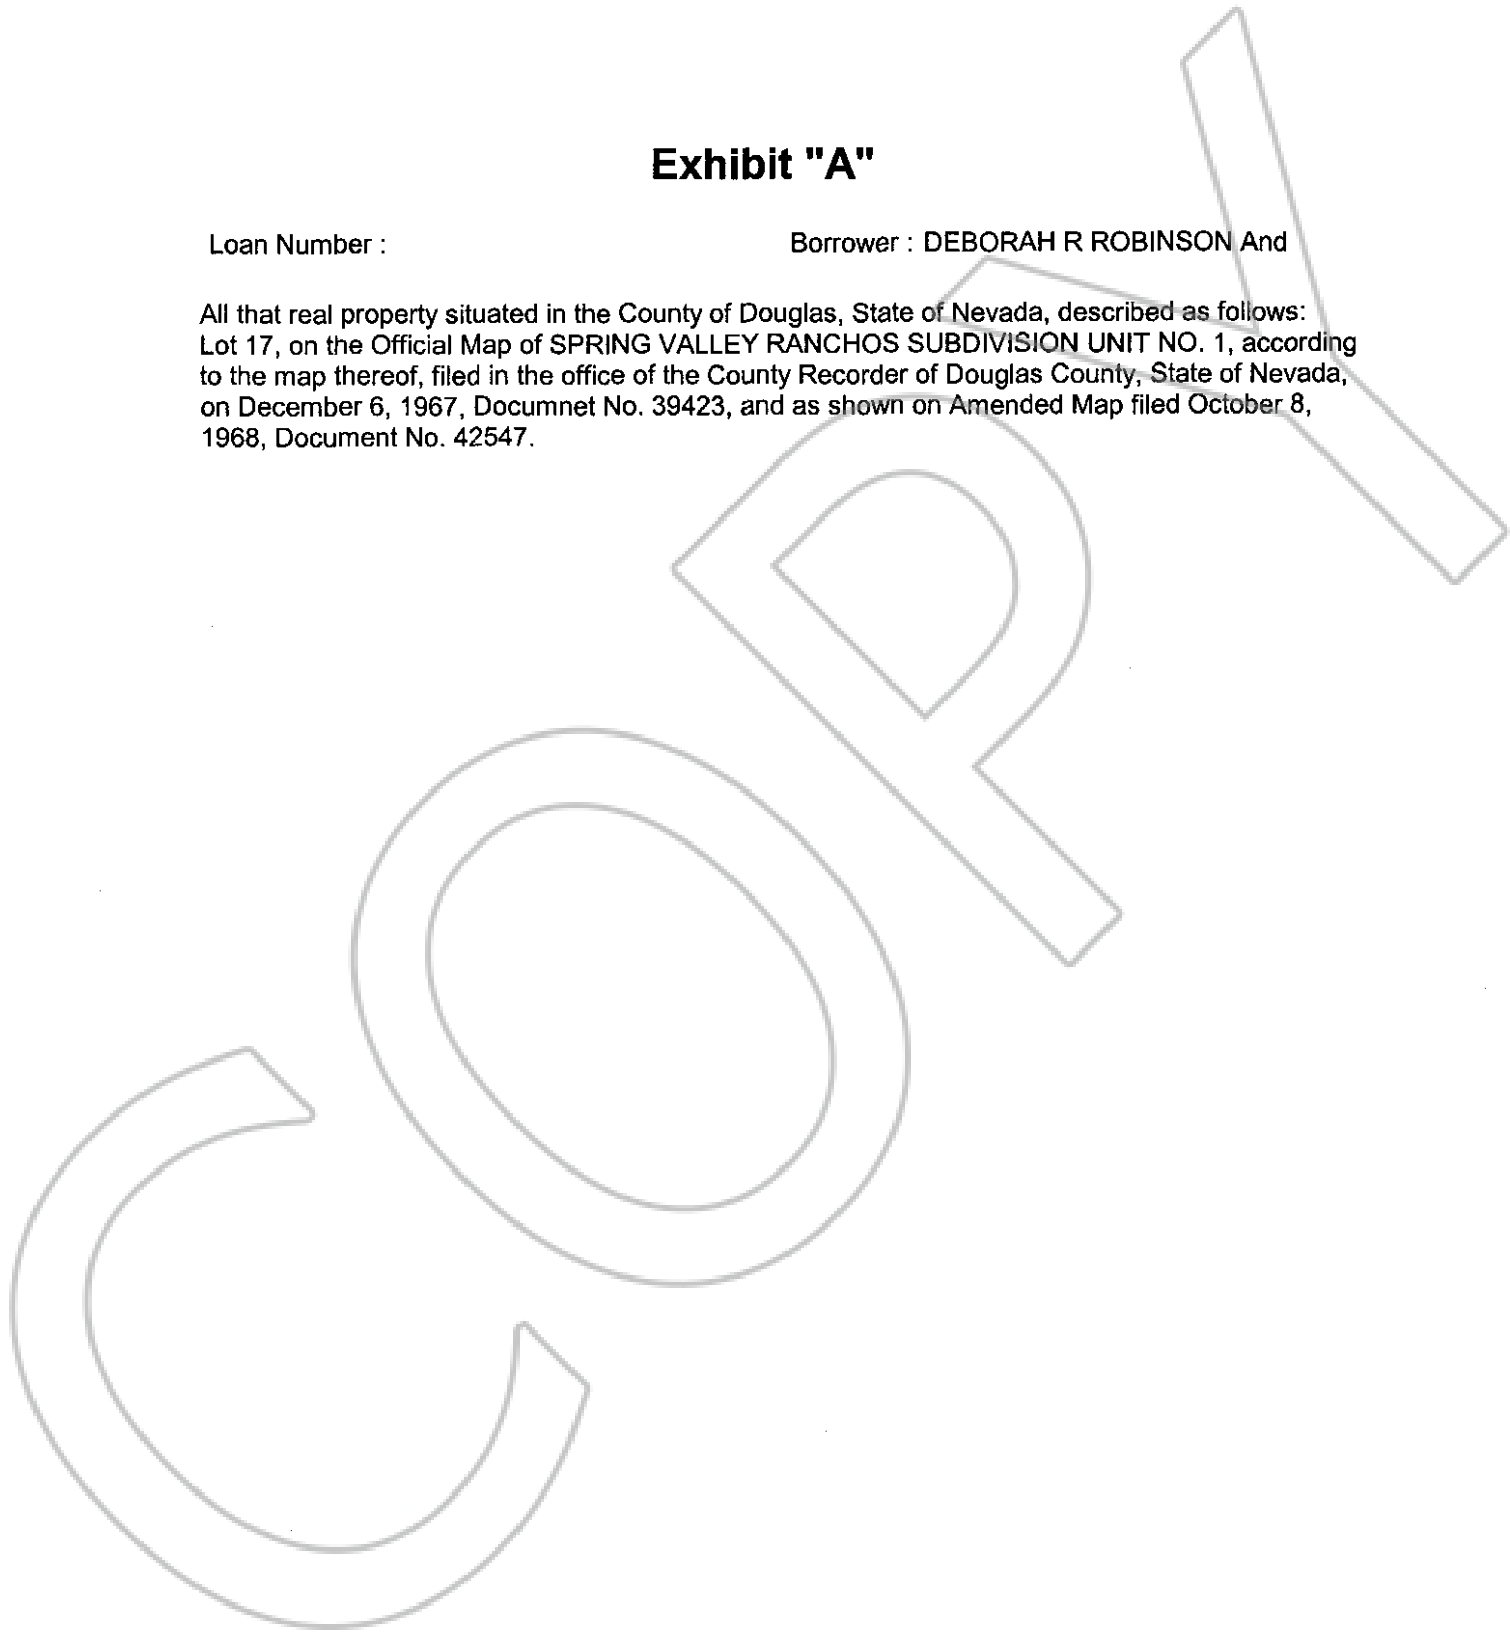 Exhibit "A"
Loan Number : Borrower : DEBORAH R ROBINSON And
All that real property situated in the County of Douglas, State of Nevada, described as follows:
Lot 17, on the Official Map of SPRING VALLEY RANCHOS SUBDIVISION UNIT NO. 1, according
to the map thereof, filed in the office of the County Recorder of Douglas County, State of Nevada,
on December 6, 1967, Documnet No. 39423, and as shown on Amended Map filed October 8,
1968, Document No. 42547.
COPY